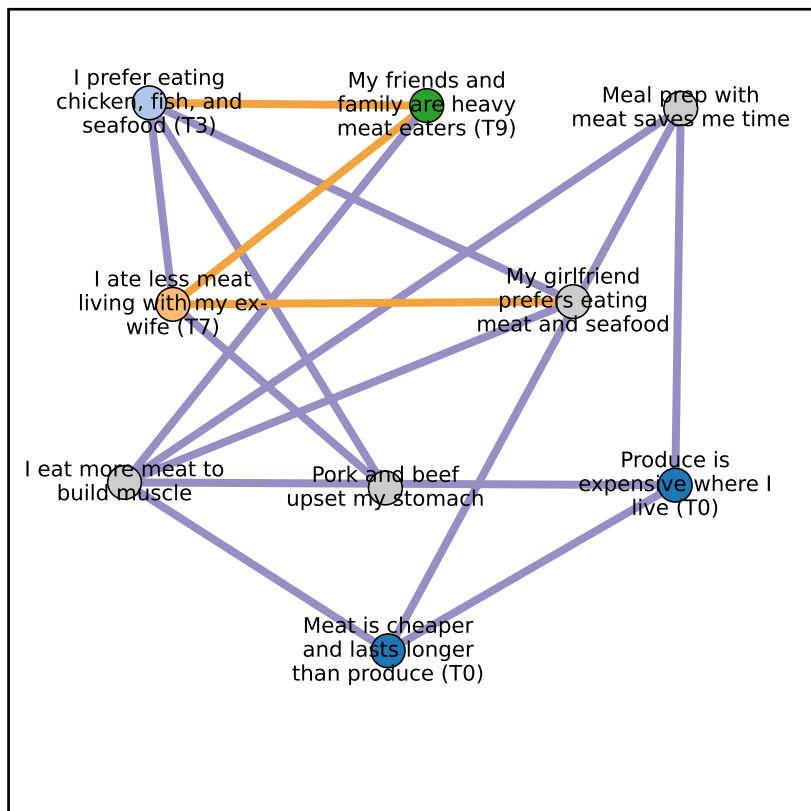 I prefer eating
chicken, fish, and
seafood (T3)
My friends and
family are heavy
meat eaters (T9)
Meal prep with
meat saves me time
I ate less meat
living with my ex-
wife (T7)
My girlfriend
prefers eating
meat and seafood
I eat more meat to
build muscle
Pork and beef
upset my stomach
Produce is
expensive where I
live (T0)
Meat is cheaper
and lasts longer
than produce (T0)